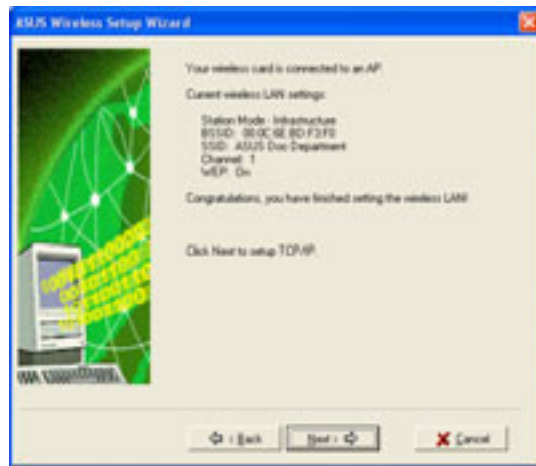 ASUS Wireless Setup Wizard
Your wireless card is connected to an AP.
Current wireless LAN settings:
Station Mode - Infrastructure
BSSID: 00:0C:6E:BD:F3:F0
SSID: ASUS Doc Department
Channel: 1
WEP: On
Congratulations, you have finished setting the wireless LAN!
Click Next to setup TCP/IP.
< Back
Next >
Cancel